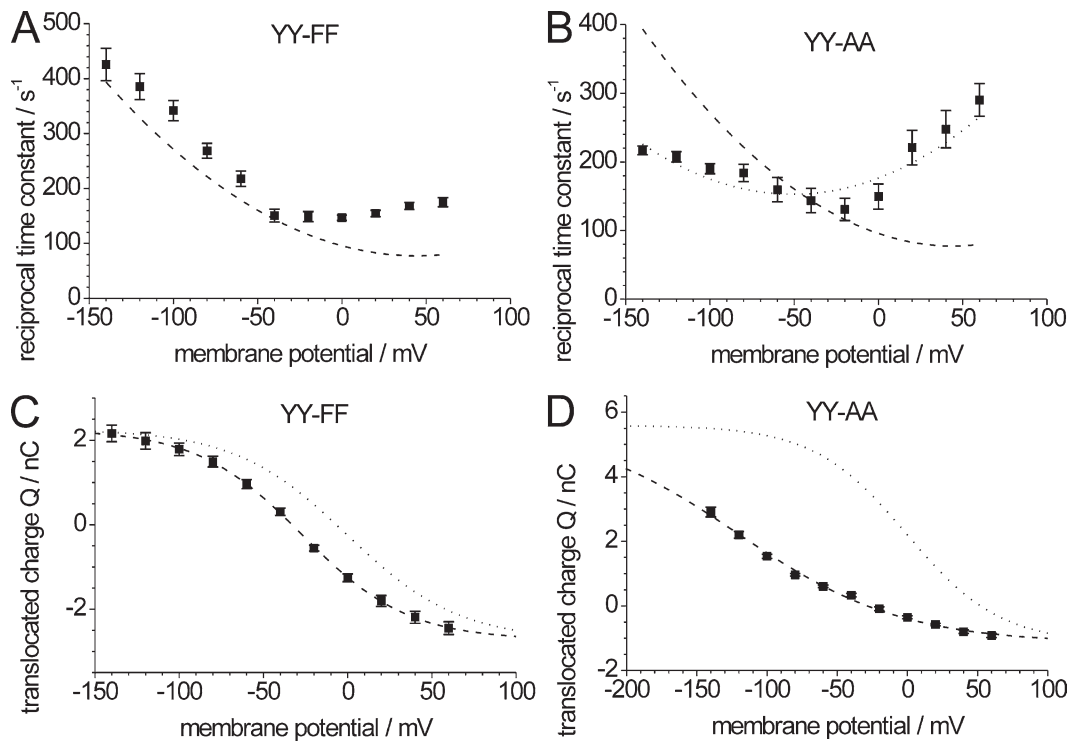 A
YY-FF
500
400
300
200
100
0
-150
-100
-50
0
50
100
reciprocal time constant / s⁻¹
membrane potential / mV
B
YY-AA
400
300
200
100
0
-150
-100
-50
0
50
100
reciprocal time constant / s⁻¹
membrane potential / mV
C
YY-FF
2
0
-2
-150
-100
-50
0
50
100
translocated charge Q / nC
membrane potential / mV
D
YY-AA
6
4
2
0
-2
-200
-150
-100
-50
0
50
100
translocated charge Q / nC
membrane potential / mV